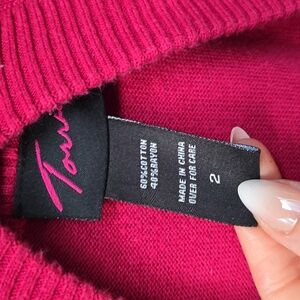 60%COTTON
40%RAYON
MADE IN CHINA
OVER FOR CARE
2